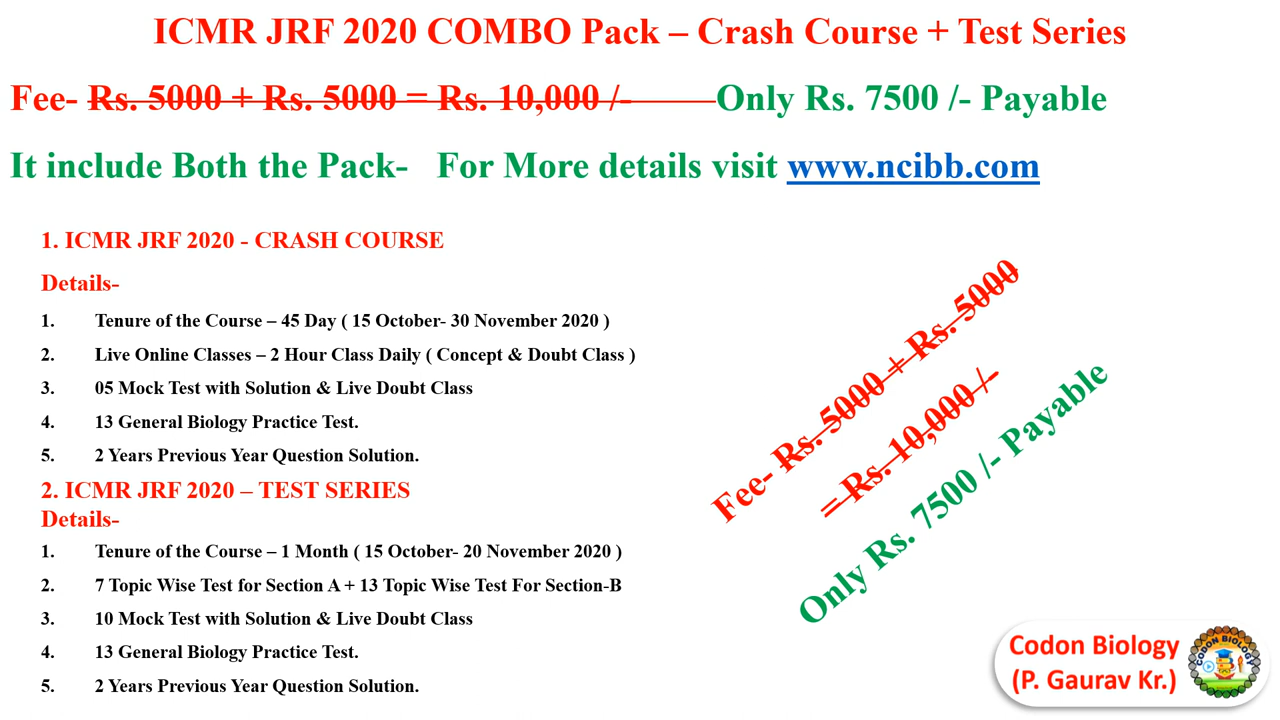 ICMR JRF 2020 COMBO Pack – Crash Course + Test Series
Fee- Rs. 5000 + Rs. 5000 = Rs. 10,000 /- Only Rs. 7500 /- Payable
It include Both the Pack- For More details visit www.ncibb.com
1. ICMR JRF 2020 - CRASH COURSE
Details-
1. Tenure of the Course – 45 Day ( 15 October- 30 November 2020 )
2. Live Online Classes – 2 Hour Class Daily ( Concept & Doubt Class )
3. 05 Mock Test with Solution & Live Doubt Class
4. 13 General Biology Practice Test.
5. 2 Years Previous Year Question Solution.
2. ICMR JRF 2020 – TEST SERIES
Details-
1. Tenure of the Course – 1 Month ( 15 October- 20 November 2020 )
2. 7 Topic Wise Test for Section A + 13 Topic Wise Test For Section-B
3. 10 Mock Test with Solution & Live Doubt Class
4. 13 General Biology Practice Test.
5. 2 Years Previous Year Question Solution.
Fee- Rs. 5000 + Rs. 5000
= Rs. 10,000 /-
Only Rs. 7500 /- Payable
Codon Biology
(P. Gaurav Kr.)
CODON BIOLOGY